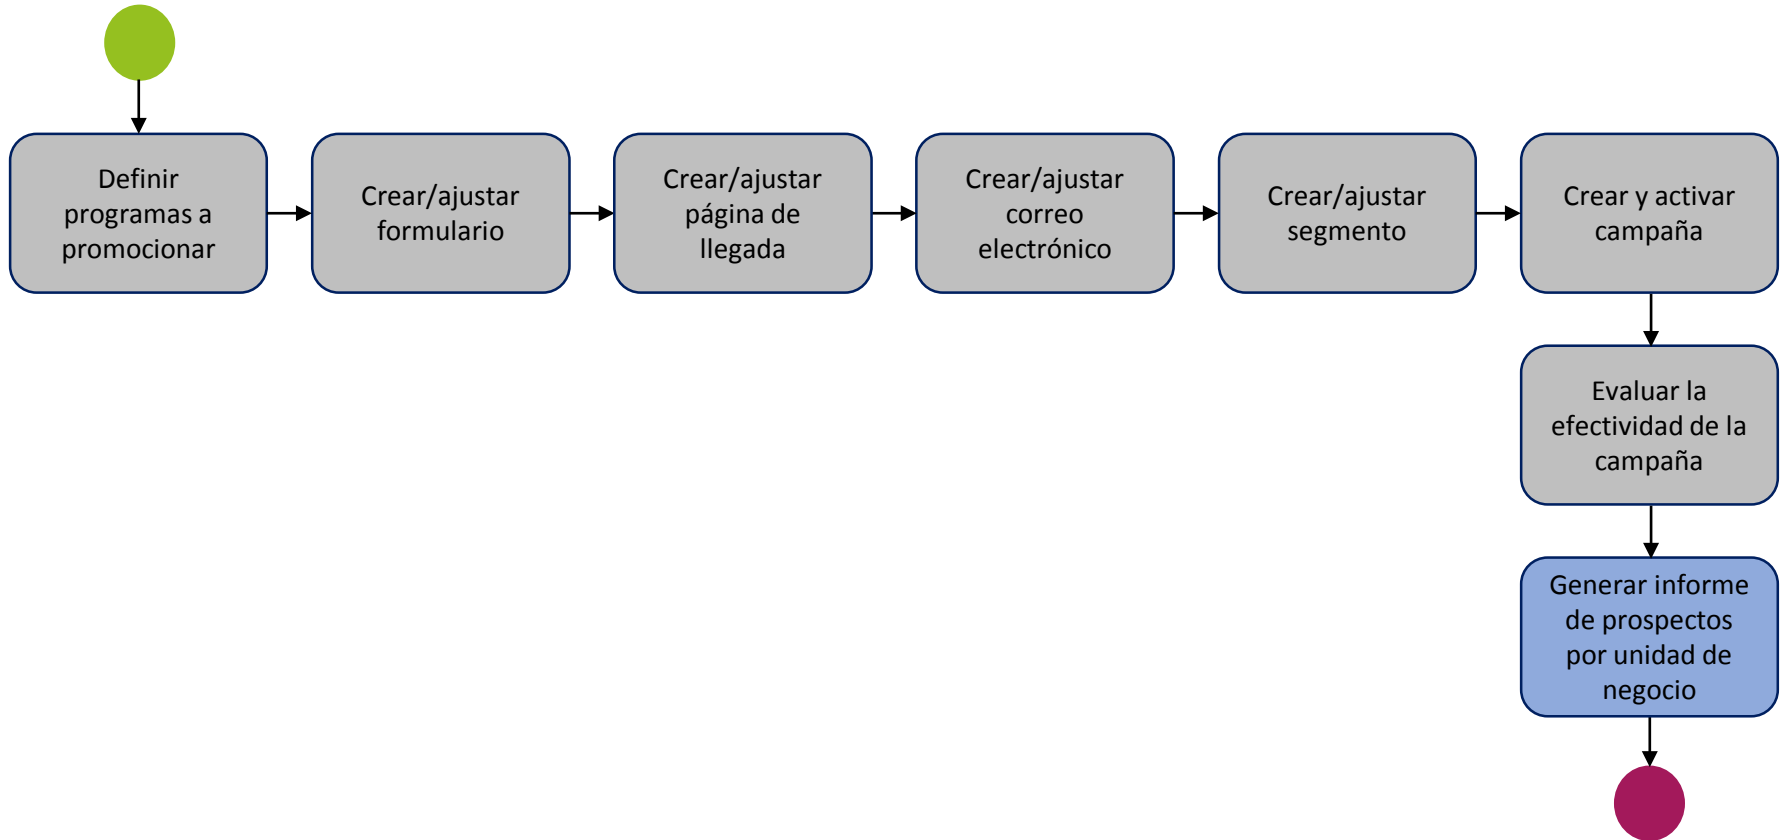 Definir
programas a
promocionar
Crear/ajustar
formulario
Crear/ajustar
página de
llegada
Crear/ajustar
correo
electrónico
Crear/ajustar
segmento
Crear y activar
campaña
Evaluar la
efectividad de la
campaña
Generar informe
de prospectos
por unidad de
negocio